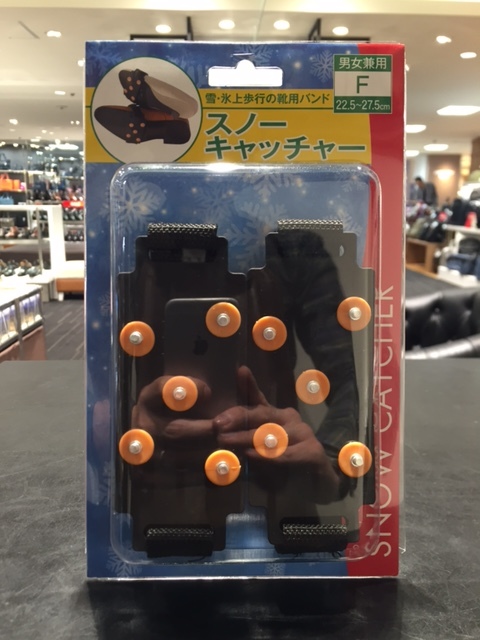 男女兼用
F
22.5~27.5cm
雪・氷上歩行の靴用バンド
スノー
キャッチャー
SNOW CATCHER